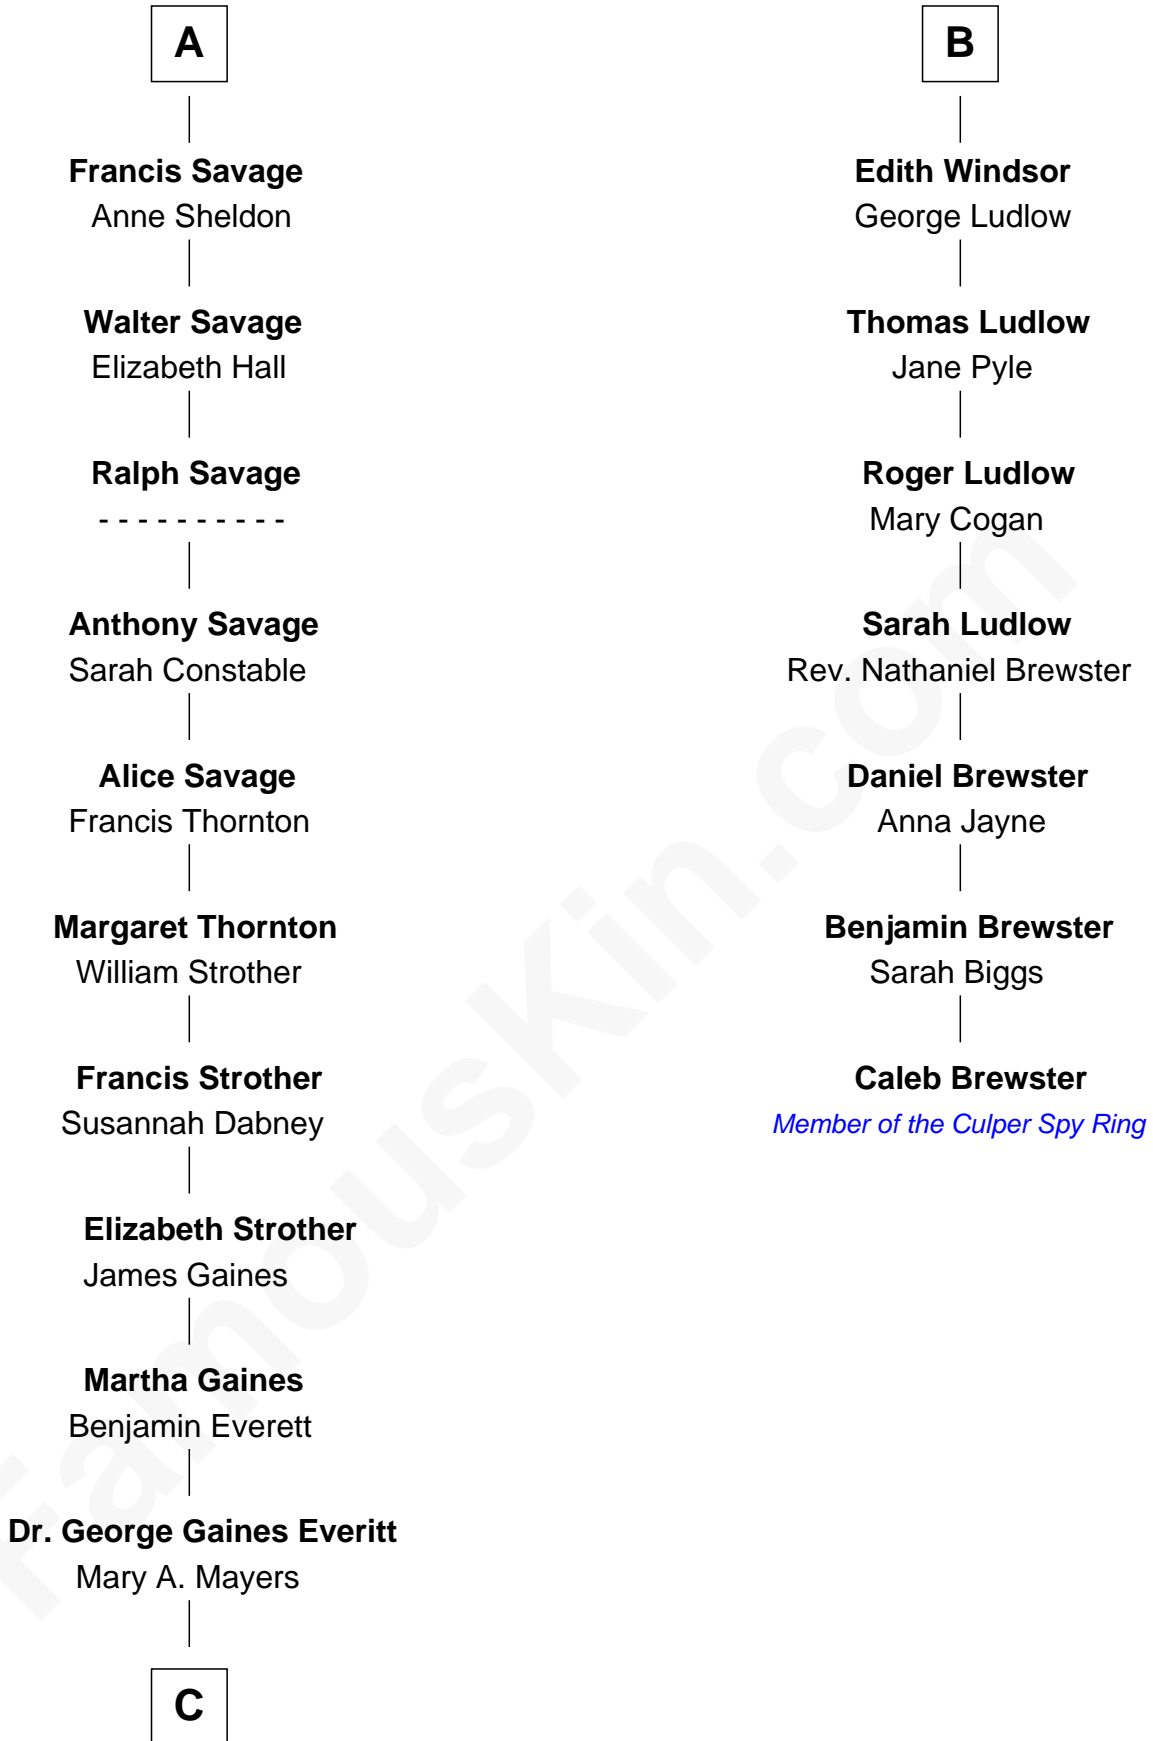 A
Francis Savage
Anne Sheldon
Walter Savage
Elizabeth Hall
Ralph Savage
- - - - - - - - - -
Anthony Savage
Sarah Constable
Alice Savage
Francis Thornton
Margaret Thornton
William Strother
Francis Strother
Susannah Dabney
Elizabeth Strother
James Gaines
Martha Gaines
Benjamin Everett
Dr. George Gaines Everitt
Mary A. Mayers
C
B
Edith Windsor
George Ludlow
Thomas Ludlow
Jane Pyle
Roger Ludlow
Mary Cogan
Sarah Ludlow
Rev. Nathaniel Brewster
Daniel Brewster
Anna Jayne
Benjamin Brewster
Sarah Biggs
Caleb Brewster
Member of the Culper Spy Ring
FamousKin.com